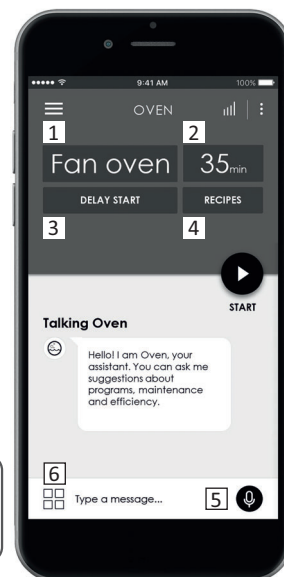 9:41 AM 100%
OVEN
1 2
Fan oven 35min
DELAY START RECIPES
3 4
START
Talking Oven
Hello! I am Oven, your
assistant. You can ask me
suggestions about
programs, maintenance
and efficiency.
6
Type a message... 5